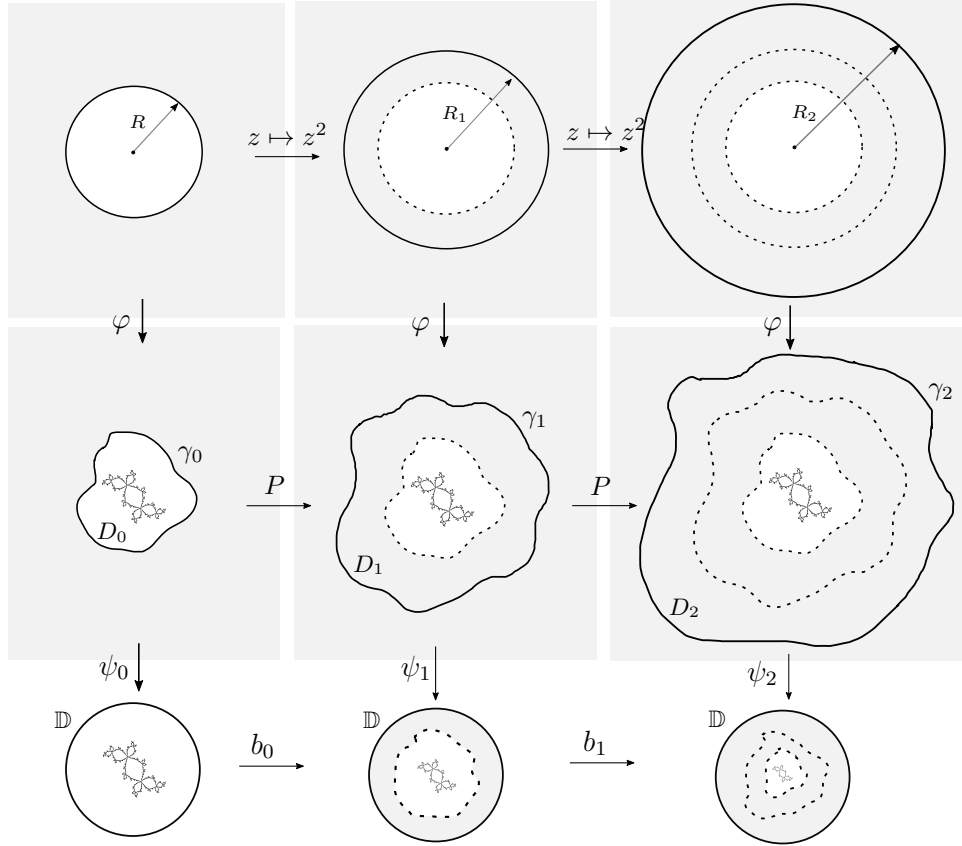 R
z ↦ z²
R₁
z ↦ z²
R₂
φ
φ
φ
γ₀
D₀
P
γ₁
D₁
P
γ₂
D₂
ψ₀
ψ₁
ψ₂
𝔻
b₀
𝔻
b₁
𝔻